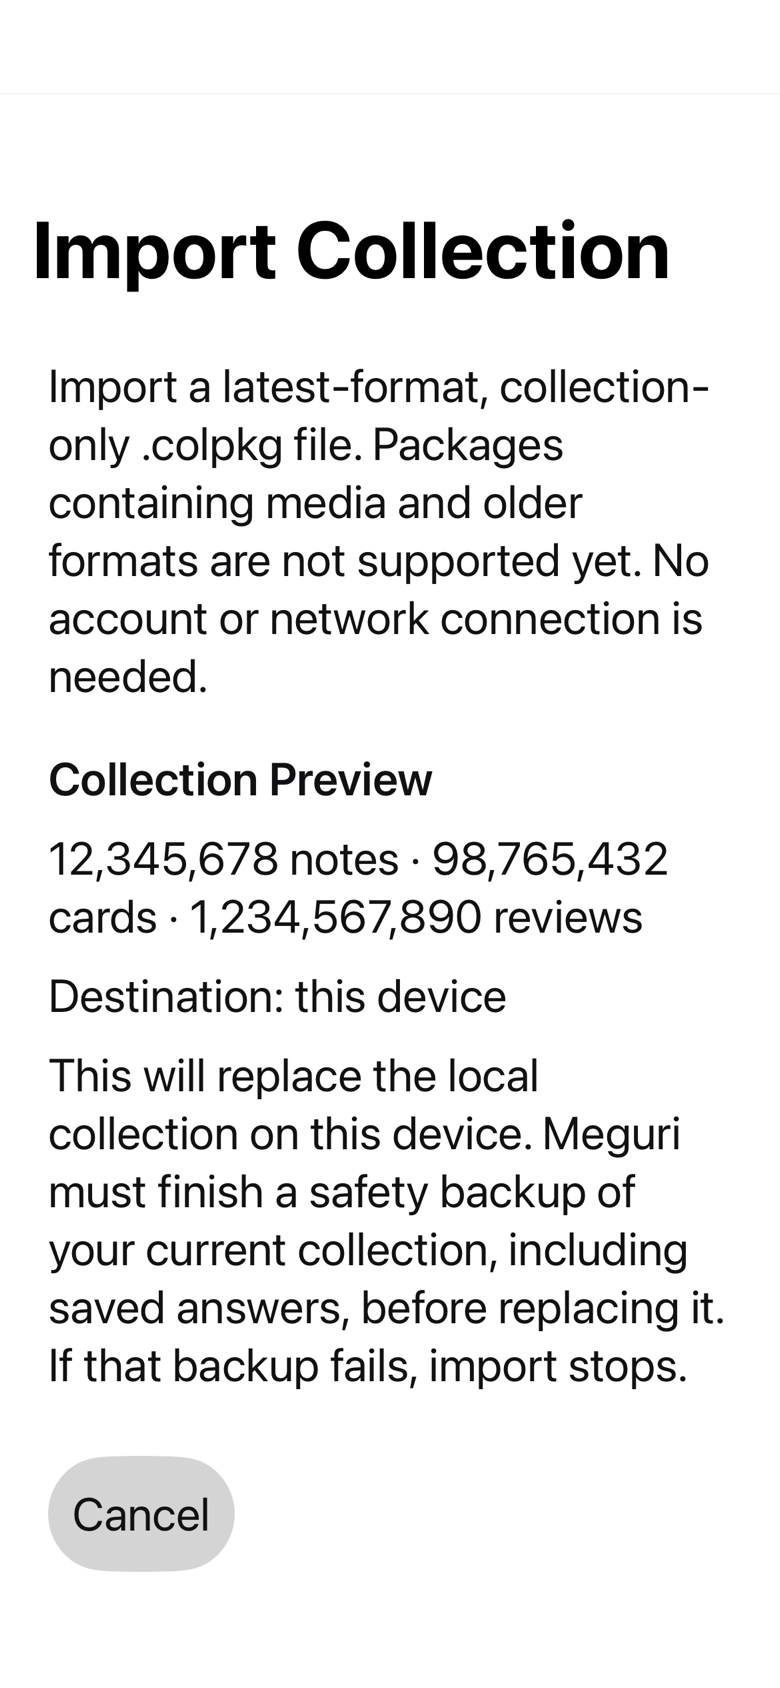 Import Collection
Import a latest-format, collection-
only .colpkg file. Packages
containing media and older
formats are not supported yet. No
account or network connection is
needed.
Collection Preview
12,345,678 notes · 98,765,432
cards · 1,234,567,890 reviews
Destination: this device
This will replace the local
collection on this device. Meguri
must finish a safety backup of
your current collection, including
saved answers, before replacing it.
If that backup fails, import stops.
Cancel